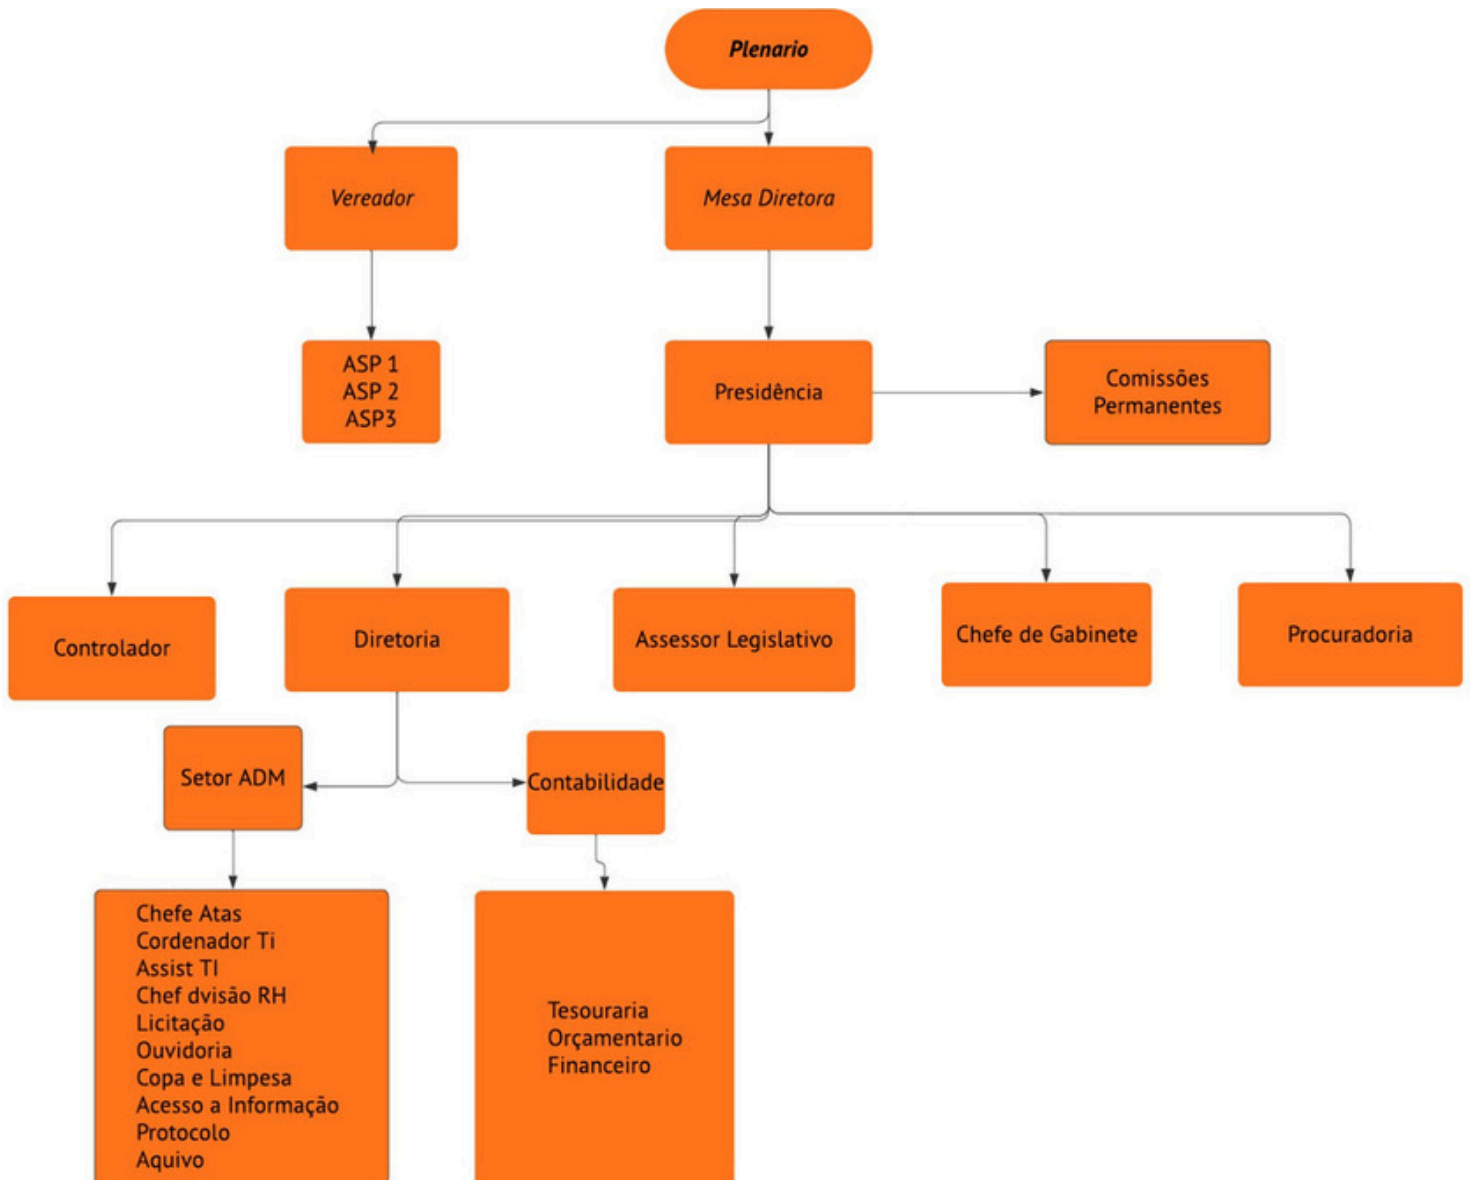 Plenario
Vereador
Mesa Diretora
ASP 1
ASP 2
ASP3
Presidência
Comissões
Permanentes
Controlador
Diretoria
Assessor Legislativo
Chefe de Gabinete
Procuradoria
Setor ADM
Contabilidade
Chefe Atas
Cordenador Ti
Assist TI
Chef dvisão RH
Licitação
Ouvidoria
Copa e Limpesa
Acesso a Informação
Protocolo
Aquivo
Tesouraria
Orçamentario
Financeiro